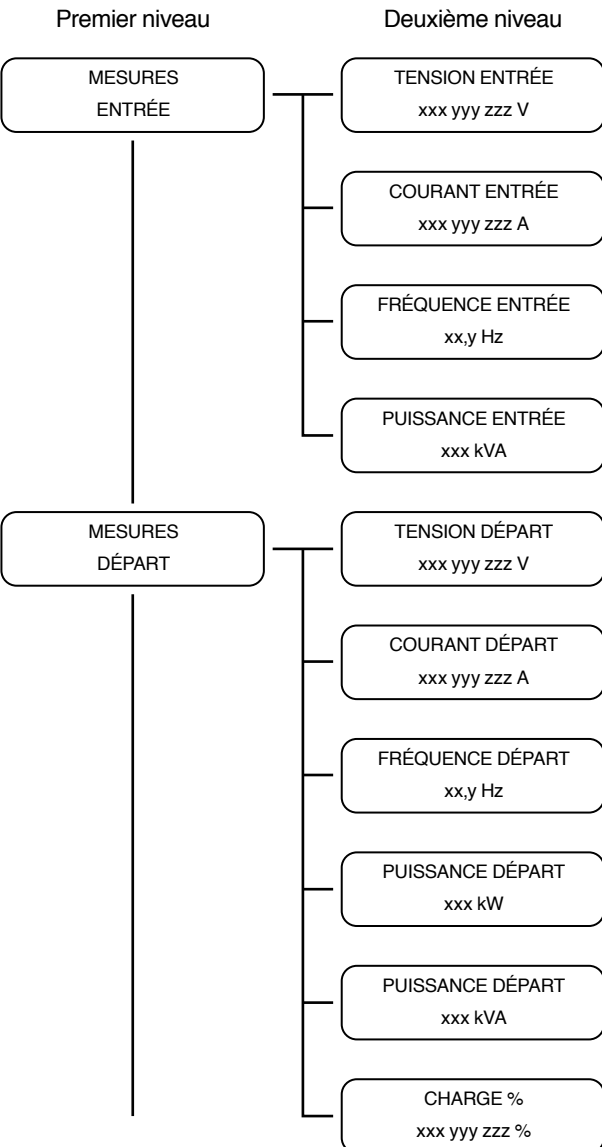 Premier niveau
Deuxième niveau
MESURES
ENTRÉE
TENSION ENTRÉE
xxx yyy zzz V
COURANT ENTRÉE
xxx yyy zzz A
FRÉQUENCE ENTRÉE
xx,y Hz
PUISSANCE ENTRÉE
xxx kVA
MESURES
DÉPART
TENSION DÉPART
xxx yyy zzz V
COURANT DÉPART
xxx yyy zzz A
FRÉQUENCE DÉPART
xx,y Hz
PUISSANCE DÉPART
xxx kW
PUISSANCE DÉPART
xxx kVA
CHARGE %
xxx yyy zzz %